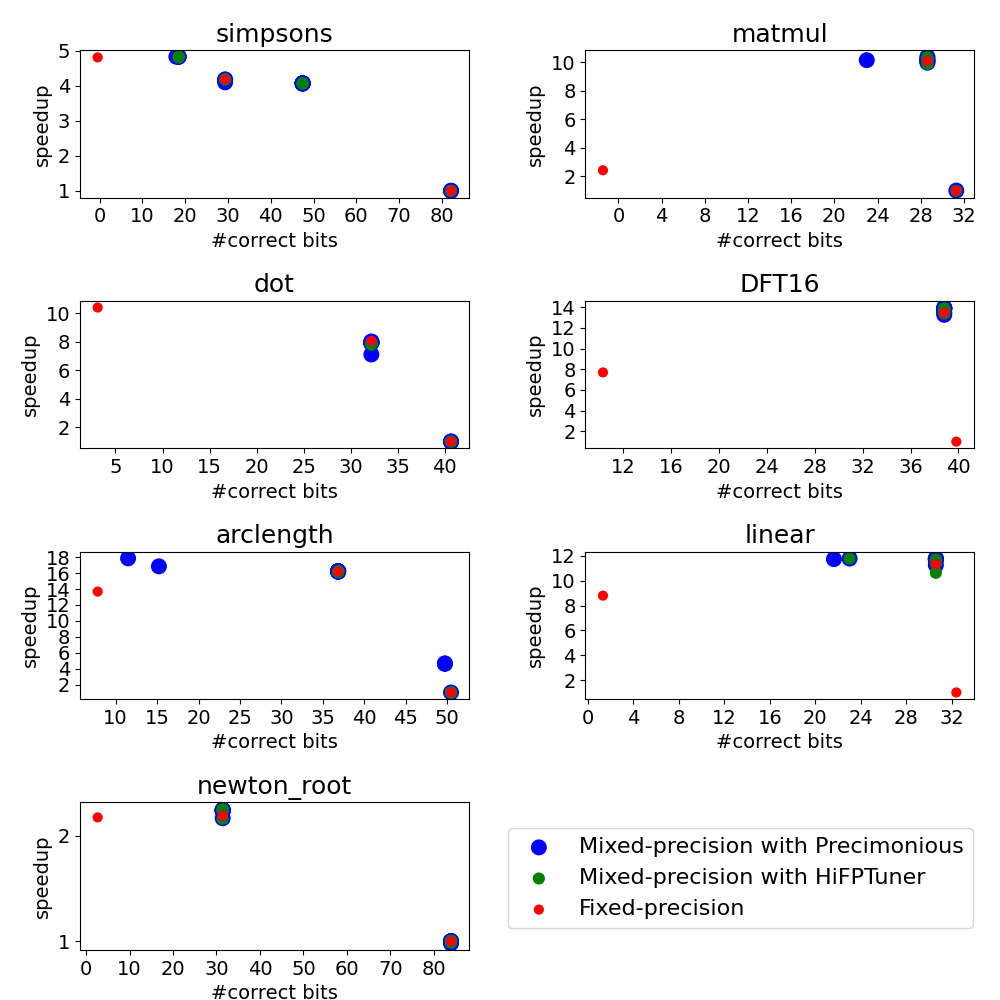 simpsons
5
4
3
2
1
speedup
0 10 20 30 40 50 60 70 80
#correct bits
matmul
10
8
6
4
2
speedup
0 4 8 12 16 20 24 28 32
#correct bits
dot
10
8
6
4
2
speedup
5 10 15 20 25 30 35 40
#correct bits
DFT16
14
12
10
8
6
4
2
speedup
12 16 20 24 28 32 36 40
#correct bits
arclength
18
16
14
12
10
8
6
4
2
speedup
10 15 20 25 30 35 40 45 50
#correct bits
linear
12
10
8
6
4
2
speedup
0 4 8 12 16 20 24 28 32
#correct bits
newton_root
2
1
speedup
0 10 20 30 40 50 60 70 80
#correct bits
Mixed-precision with Precimonious
Mixed-precision with HiFPTuner
Fixed-precision